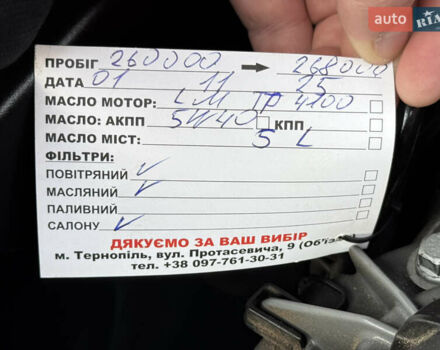 auto
RIA
ПРОБІГ 260000 → 268000
ДАТА 01 11 25
МАСЛО МОТОР: LM TP 4100
МАСЛО: АКПП 5W40 КПП
МАСЛО МІСТ: 5 L
ФІЛЬТРИ:
ПОВІТРЯНИЙ ✓
МАСЛЯНИЙ ✓
ПАЛИВНИЙ
САЛОНУ ✓
ДЯКУЄМО ЗА ВАШ ВИБІР
м. Тернопіль, вул. Протасевича, 9
тел. +38 097-761-30-31